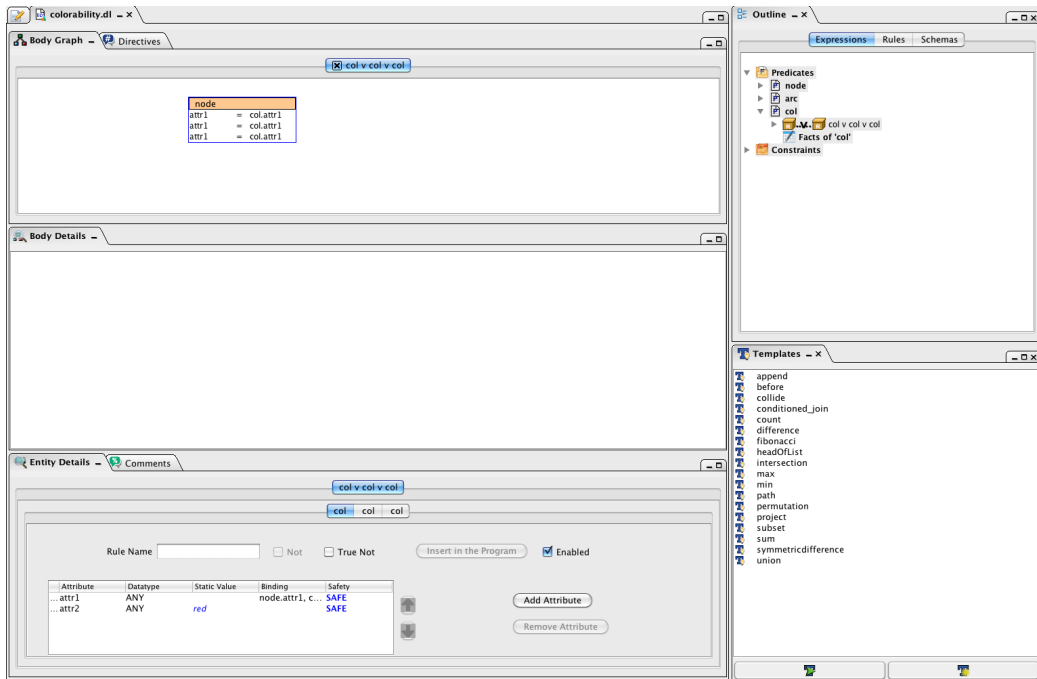 colorability.dl
Body Graph
Directives
col v col v col
node
attr1 = col.attr1
attr1 = col.attr1
attr1 = col.attr1
Body Details
Entity Details
Comments
col v col v col
col col col
Rule Name Not True Not Insert in the Program Enabled
Attribute Datatype Static Value Binding Safety
...attr1 ANY node.attr1, c... SAFE
...attr2 ANY red SAFE
Add Attribute
Remove Attribute
Outline
Expressions Rules Schemas
Predicates
node
arc
col
..v.. col v col v col
Facts of 'col'
Constraints
Templates
append
before
collide
conditioned_join
count
difference
fibonacci
headOfList
intersection
max
min
path
permutation
project
subset
sum
symmetricdifference
union